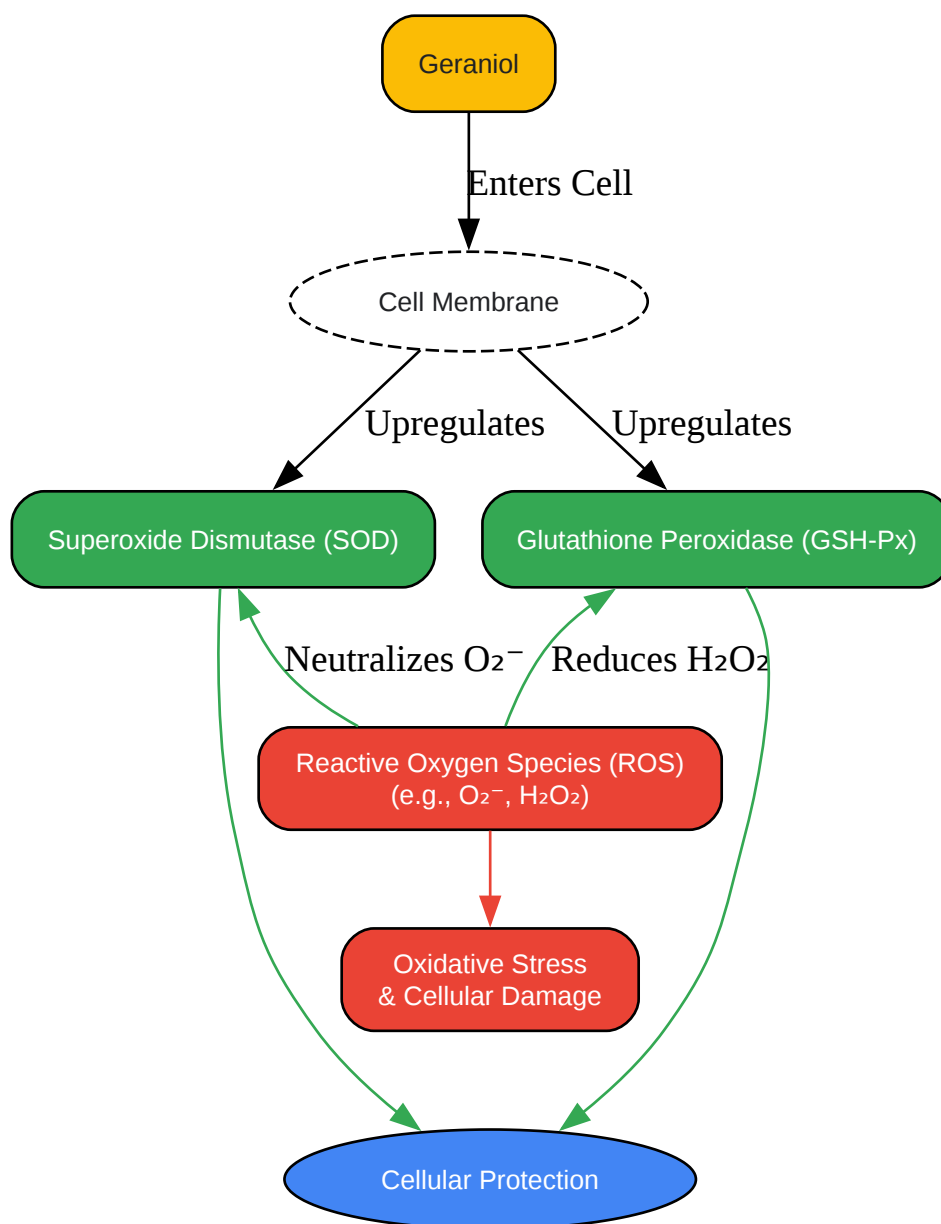 Geraniol
Enters Cell
Cell Membrane
Upregulates
Upregulates
Superoxide Dismutase (SOD)
Glutathione Peroxidase (GSH-Px)
Neutralizes O₂⁻
Reduces H₂O₂
Reactive Oxygen Species (ROS)
(e.g., O₂⁻, H₂O₂)
Oxidative Stress
& Cellular Damage
Cellular Protection